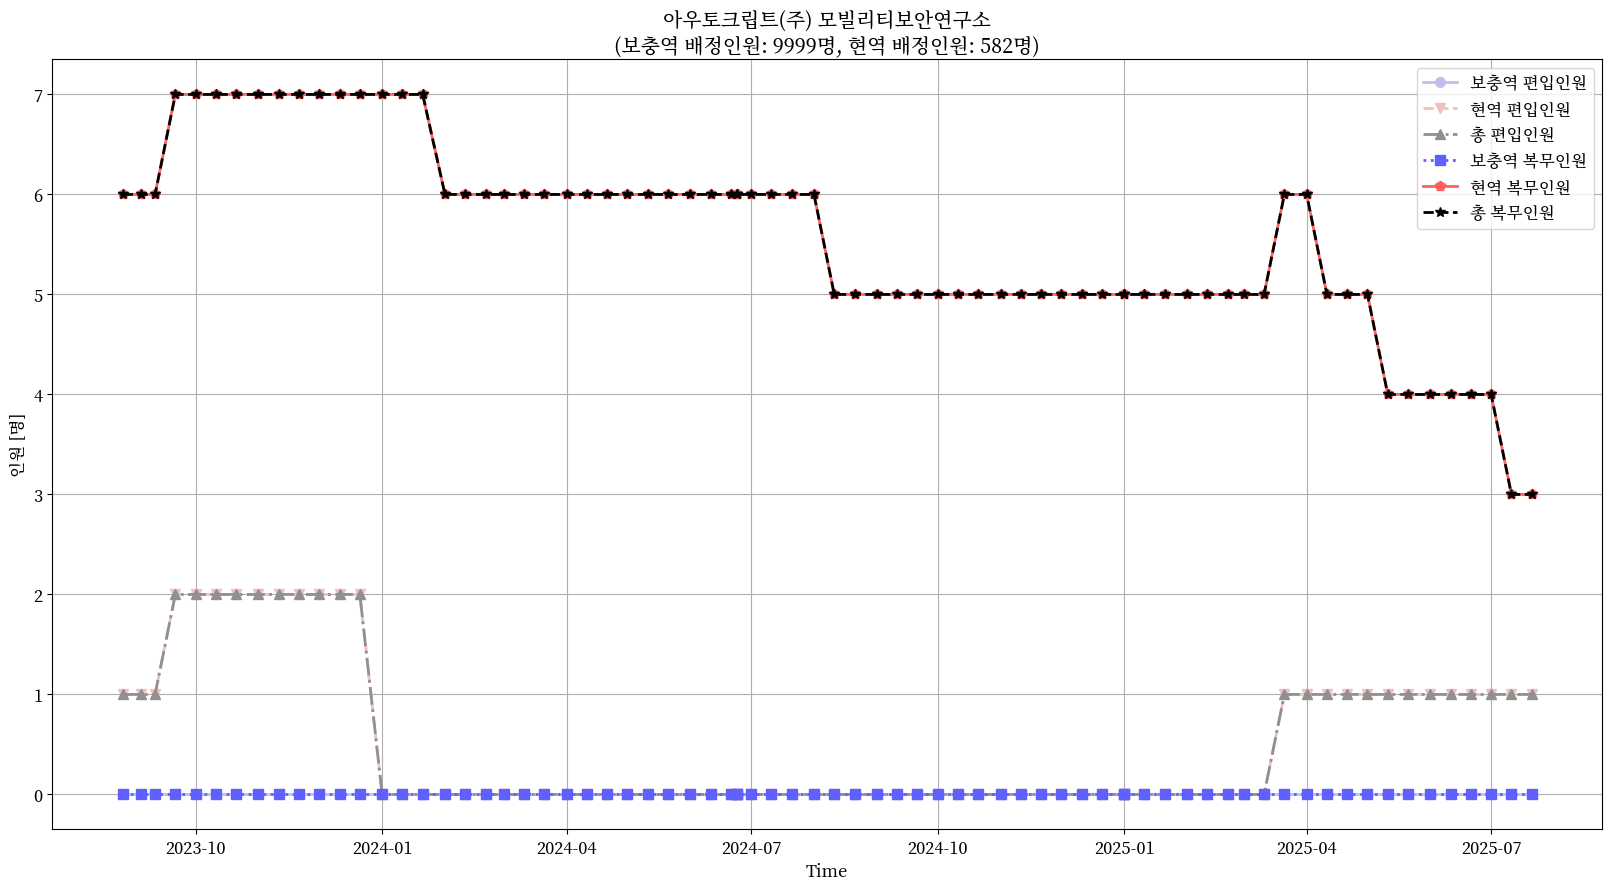 아우토크립트(주) 모빌리티보안연구소
(보충역 배정인원: 9999명, 현역 배정인원: 582명)
보충역 편입인원
현역 편입인원
총 편입인원
보충역 복무인원
현역 복무인원
총 복무인원
인원 [명]
7
6
5
4
3
2
1
0
2023-10
2024-01
2024-04
2024-07
2024-10
2025-01
2025-04
2025-07
Time